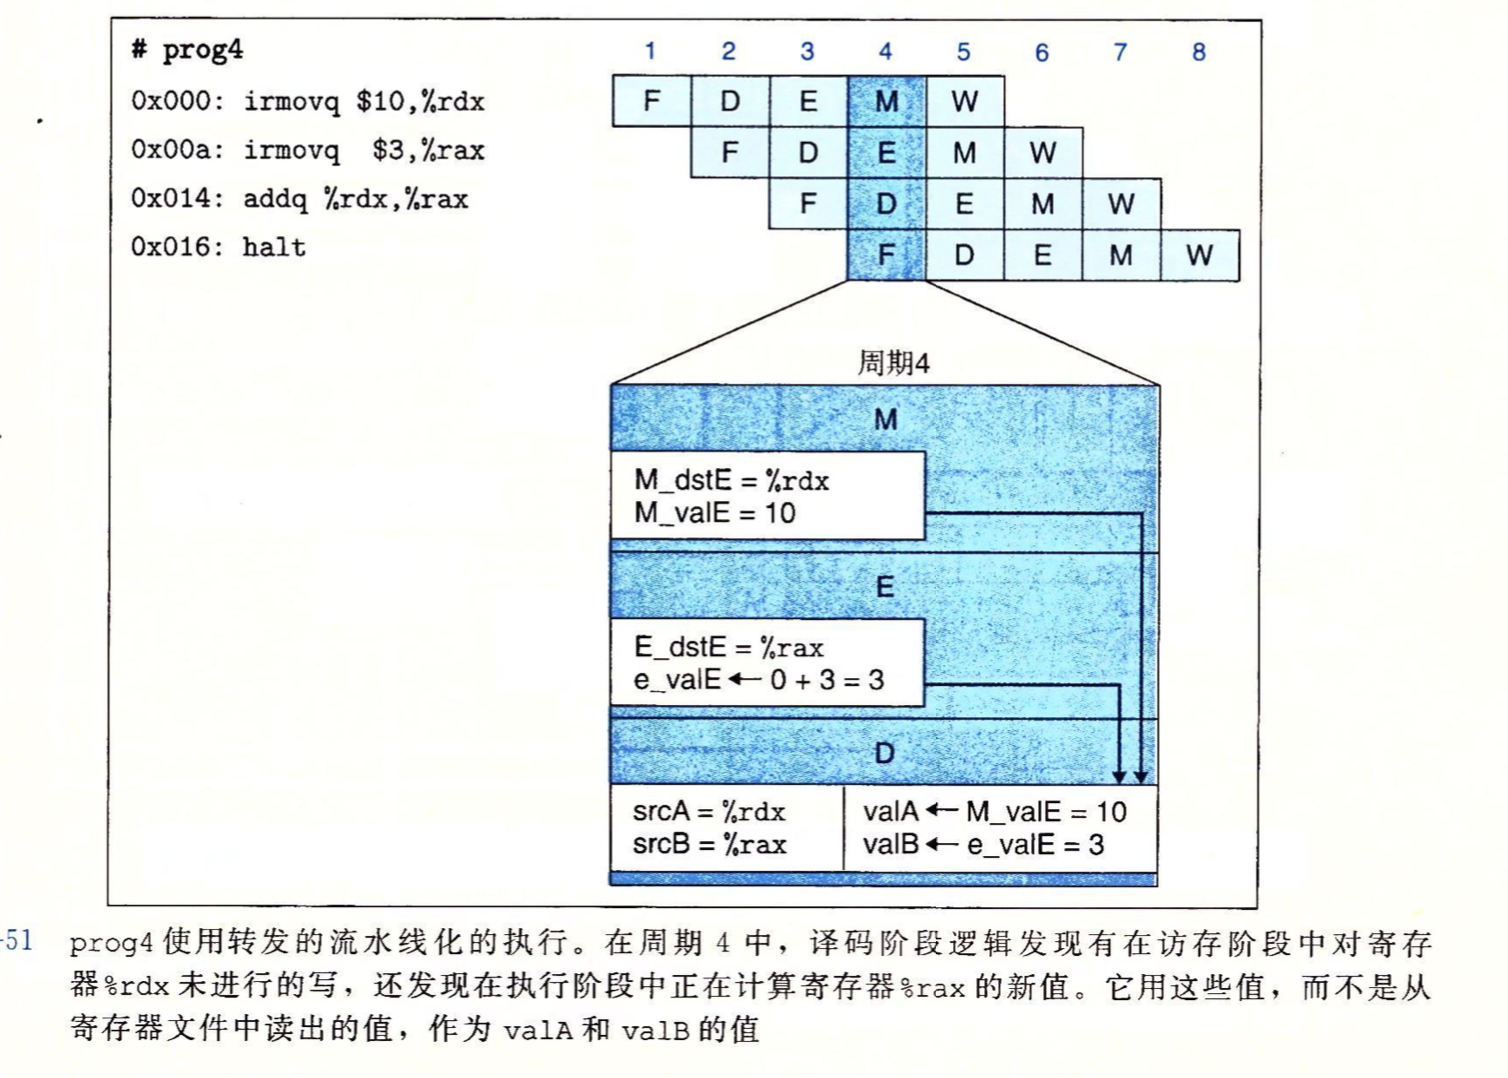 # prog4
0x000: irmovq $10,%rdx
0x00a: irmovq $3,%rax
0x014: addq %rdx,%rax
0x016: halt
1 2 3 4 5 6 7 8
F D E M W
F D E M W
F D E M W
F D E M W
周期4
M
M_dstE = %rdx
M_valE = 10
E
E_dstE = %rax
e_valE ← 0 + 3 = 3
D
srcA = %rdx
srcB = %rax
valA ← M_valE = 10
valB ← e_valE = 3
-51 prog4 使用转发的流水线化的执行。在周期 4 中，译码阶段逻辑发现有在访存阶段中对寄存
器%rdx 未进行的写，还发现在执行阶段中正在计算寄存器%rax 的新值。它用这些值，而不是从
寄存器文件中读出的值，作为 valA 和 valB 的值